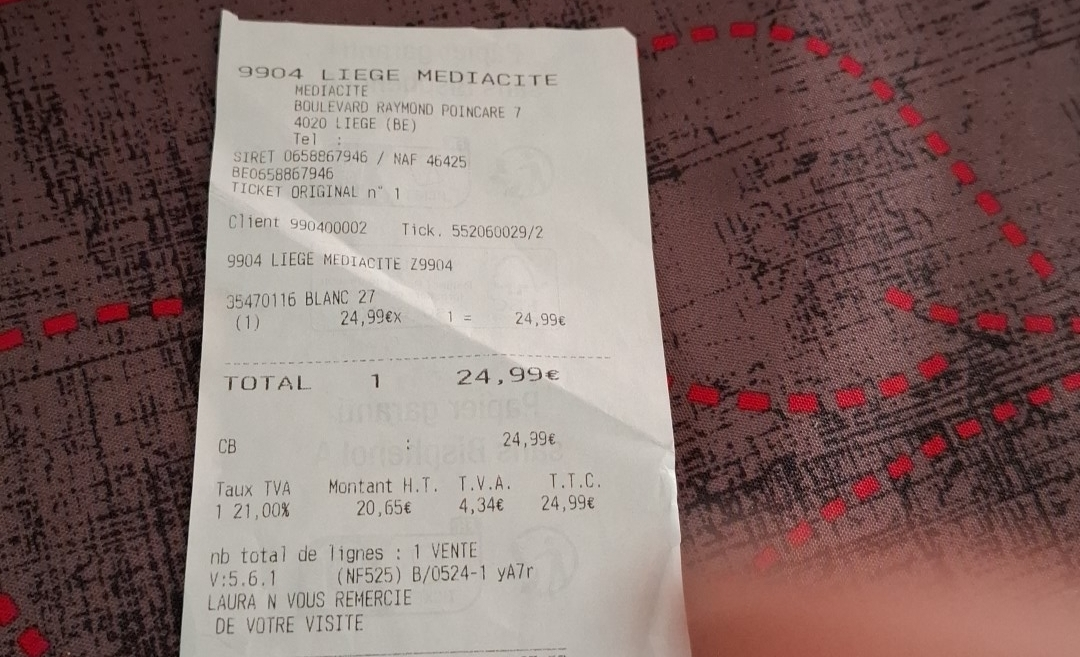 9904 LIEGE MEDIACITE
MEDIACITE
BOULEVARD RAYMOND POINCARE 7
4020 LIEGE (BE)
Tel :
SIRET 0658867946 / NAF 46425
BE0658867946
TICKET ORIGINAL n° 1
Client 990400002 Tick. 552060029/2
9904 LIEGE MEDIACITE Z9904
35470116 BLANC 27
(1) 24,99€x 1 = 24,99€
TOTAL 1 24,99€
CB : 24,99€
Taux TVA Montant H.T. T.V.A. T.T.C.
1 21,00% 20,65€ 4,34€ 24,99€
nb total de lignes : 1 VENTE
V:5.6.1 (NF525) B/0524-1 yA7r
LAURA N VOUS REMERCIE
DE VOTRE VISITE